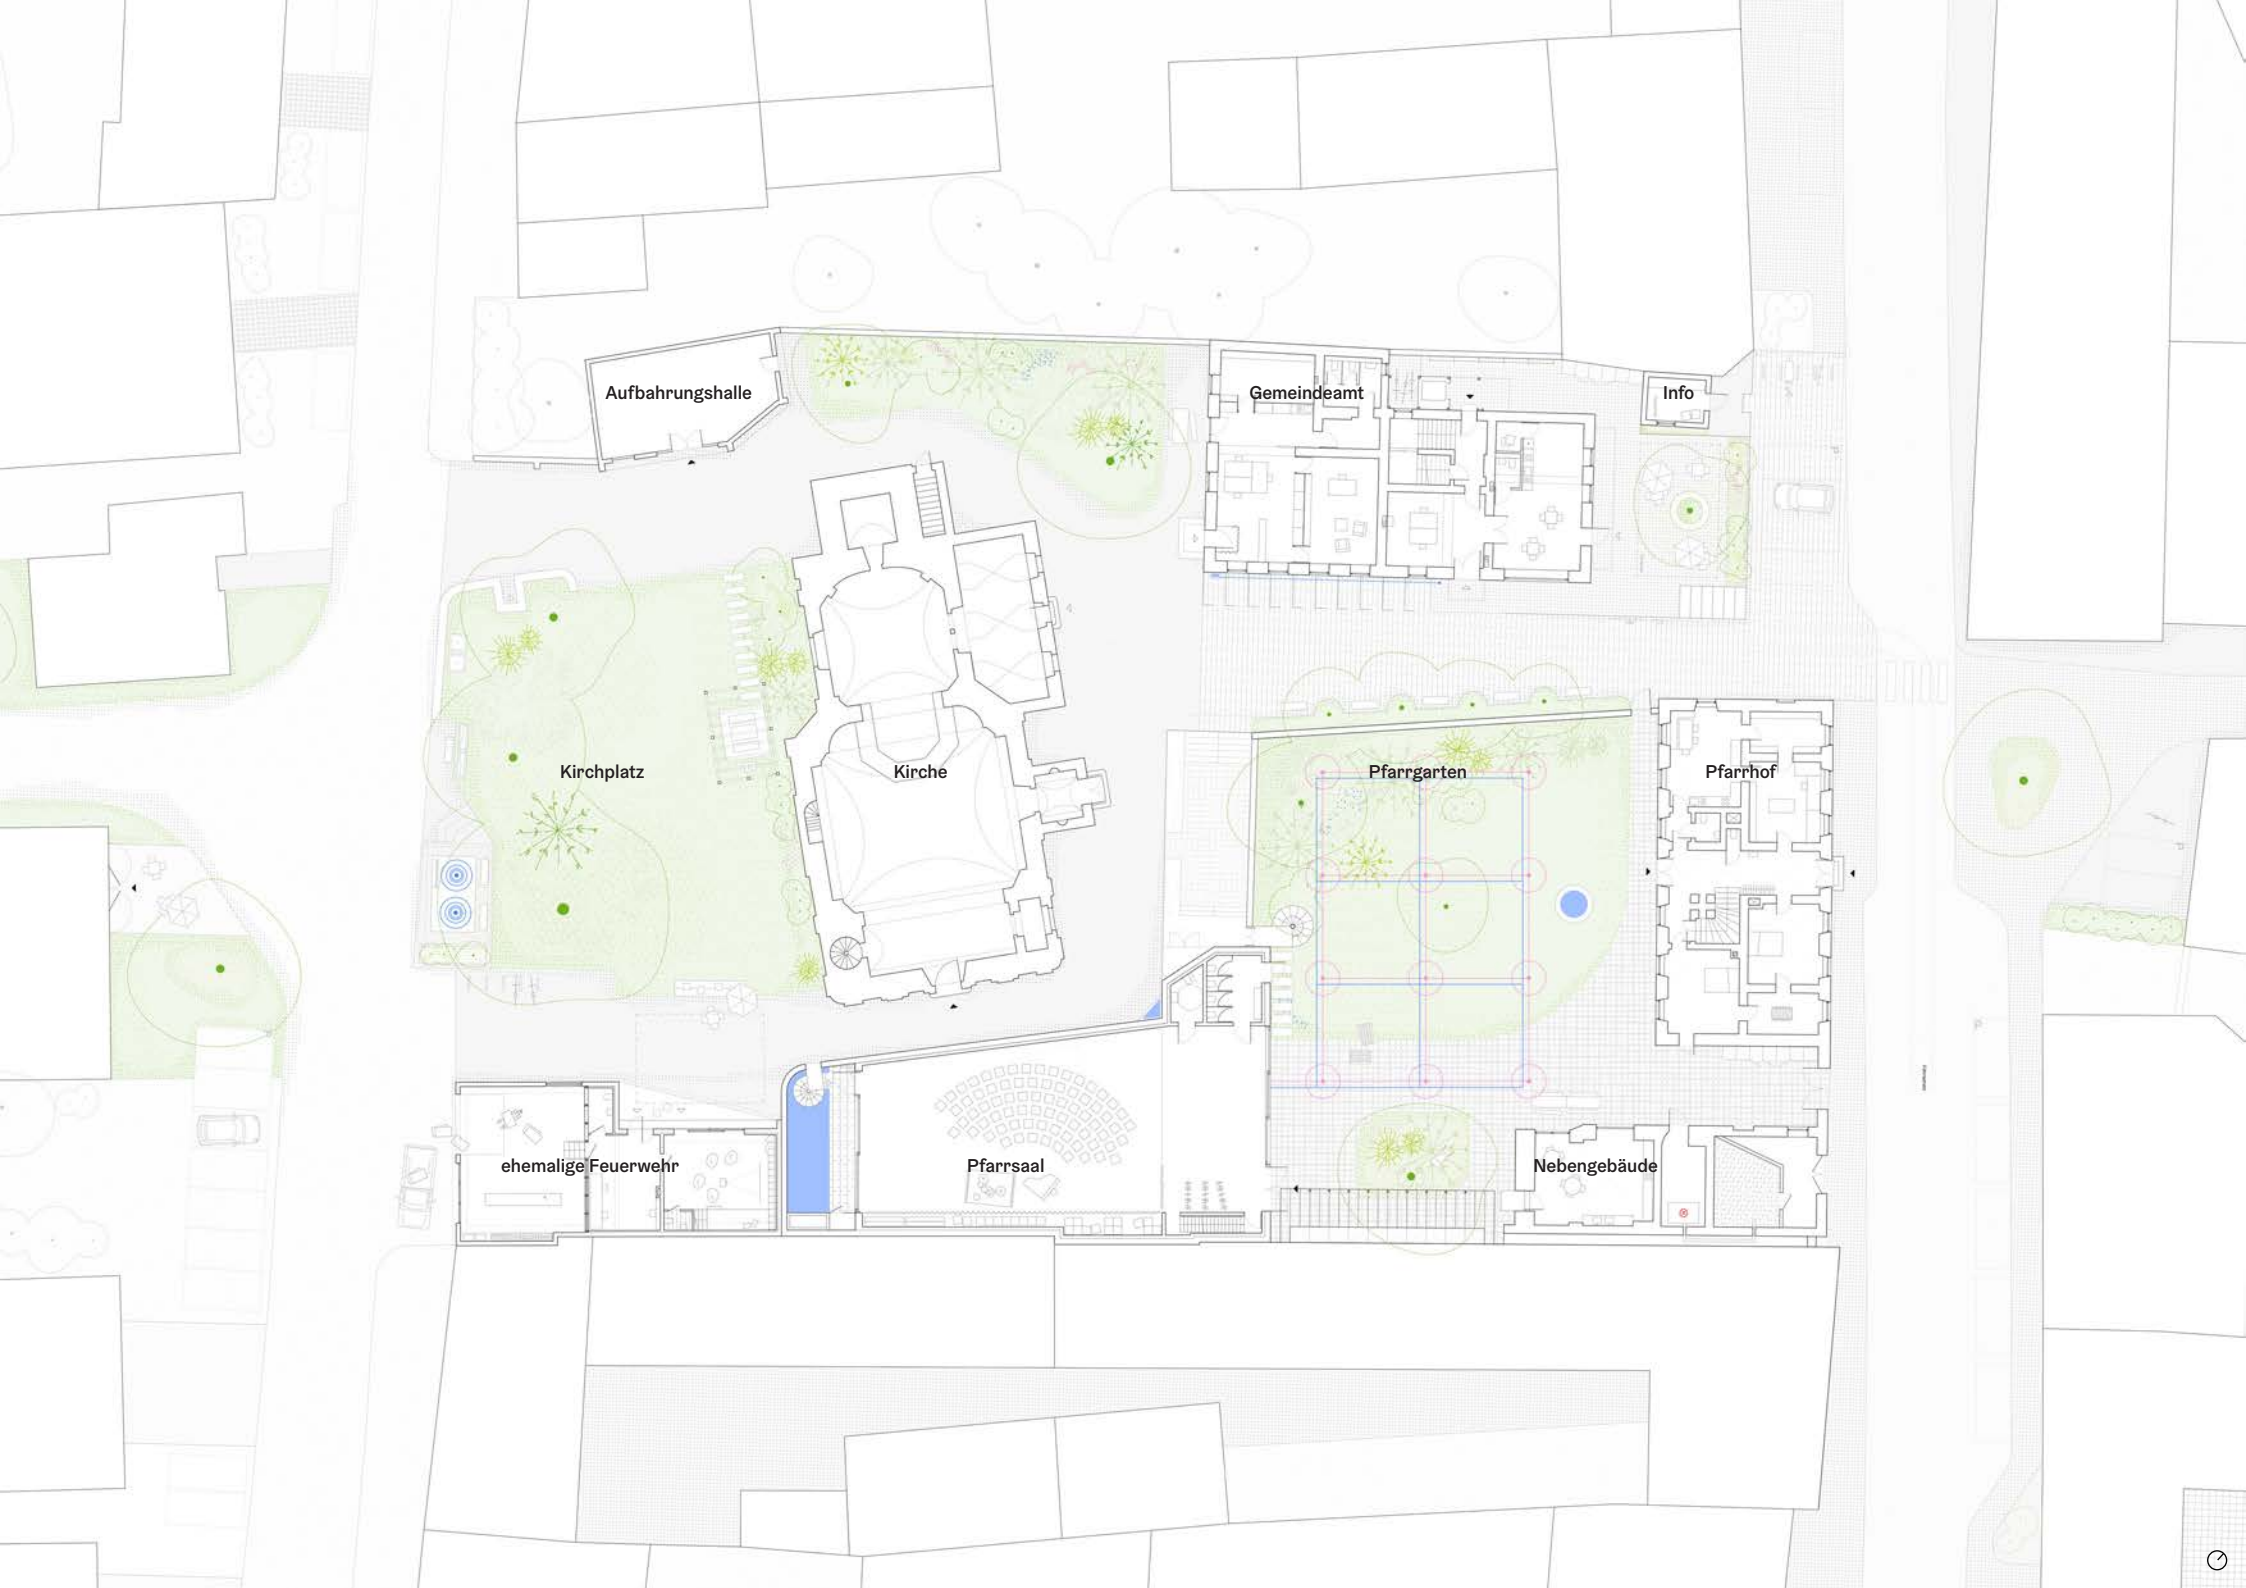 Aufbahrungshalle
Gemeindeamt
Info
Kirchplatz
Kirche
Pfarrgarten
Pfarrhof
ehemalige Feuerwehr
Pfarrsaal
Nebengebäude